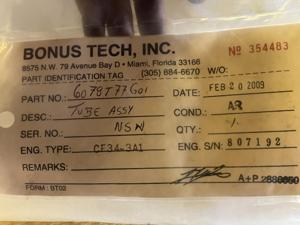 BONUS TECH, INC. No 354483
8575 N.W. 79 Avenue Bay D • Miami, Florida 33166
PART IDENTIFICATION TAG (305) 884-6670 W/O:
PART NO.: 6078T77G01 DATE: FEB 20 2009
DESC.: TUBE ASSY COND.: AR
SER. NO. NSN QTY.: 1
ENG. TYPE: CF34-3A1 ENG. S/N: 807192
REMARKS:
FORM: BT02 A+P